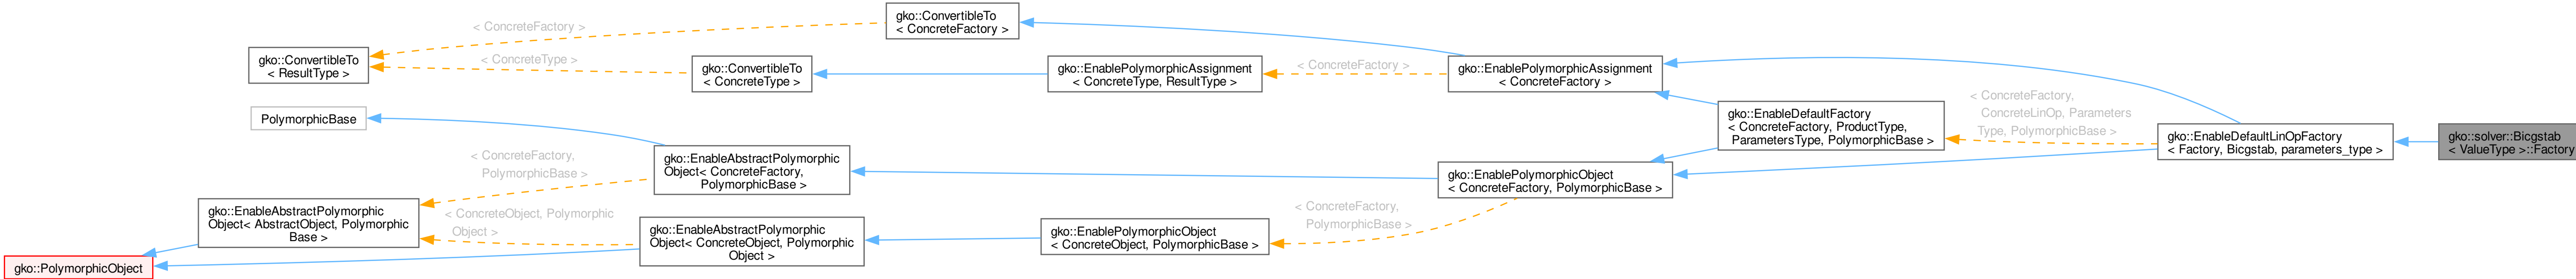 gko::ConvertibleTo
< ConcreteFactory >
< ConcreteFactory >
gko::ConvertibleTo
< ResultType >
< ConcreteType >
gko::ConvertibleTo
< ConcreteType >
gko::EnablePolymorphicAssignment
< ConcreteType, ResultType >
< ConcreteFactory >
gko::EnablePolymorphicAssignment
< ConcreteFactory >
PolymorphicBase
gko::EnableDefaultFactory
< ConcreteFactory, ProductType,
ParametersType, PolymorphicBase >
< ConcreteFactory,
ConcreteLinOp, Parameters
Type, PolymorphicBase >
gko::EnableDefaultLinOpFactory
< Factory, Bicgstab, parameters_type >
gko::solver::Bicgstab
< ValueType >::Factory
< ConcreteFactory,
PolymorphicBase >
gko::EnableAbstractPolymorphic
Object< ConcreteFactory,
PolymorphicBase >
gko::EnablePolymorphicObject
< ConcreteFactory, PolymorphicBase >
gko::EnableAbstractPolymorphic
Object< AbstractObject, Polymorphic
Base >
< ConcreteObject, Polymorphic
Object >
gko::EnableAbstractPolymorphic
Object< ConcreteObject, Polymorphic
Object >
gko::EnablePolymorphicObject
< ConcreteObject, PolymorphicBase >
< ConcreteFactory,
PolymorphicBase >
gko::PolymorphicObject